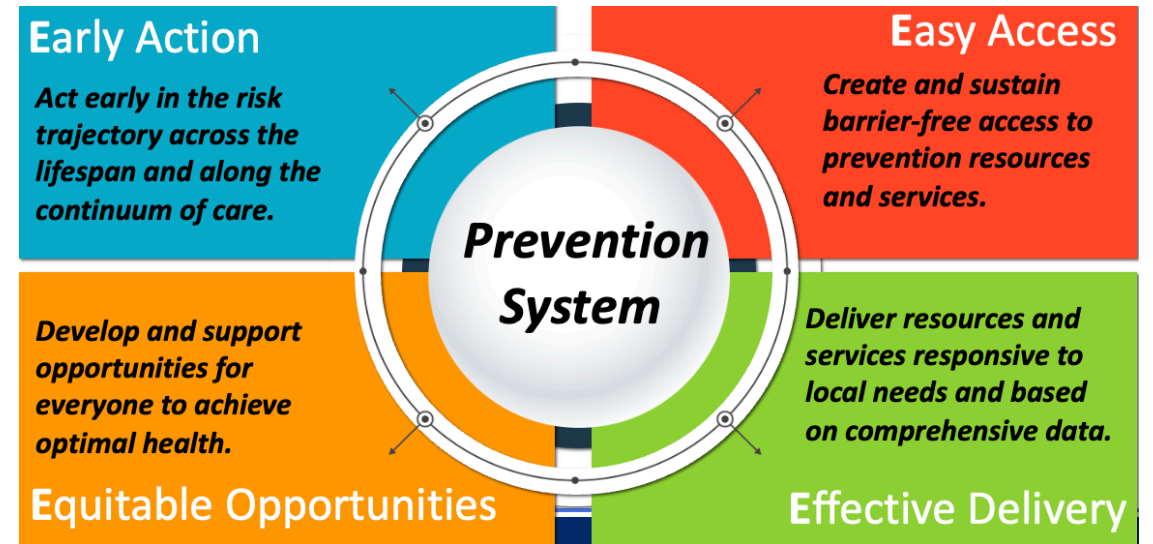 Early Action
Act early in the risk
trajectory across the
lifespan and along the
continuum of care.
Easy Access
Create and sustain
barrier-free access to
prevention resources
and services.
Prevention
System
Develop and support
opportunities for
everyone to achieve
optimal health.
Equitable Opportunities
Deliver resources and
services responsive to
local needs and based
on comprehensive data.
Effective Delivery